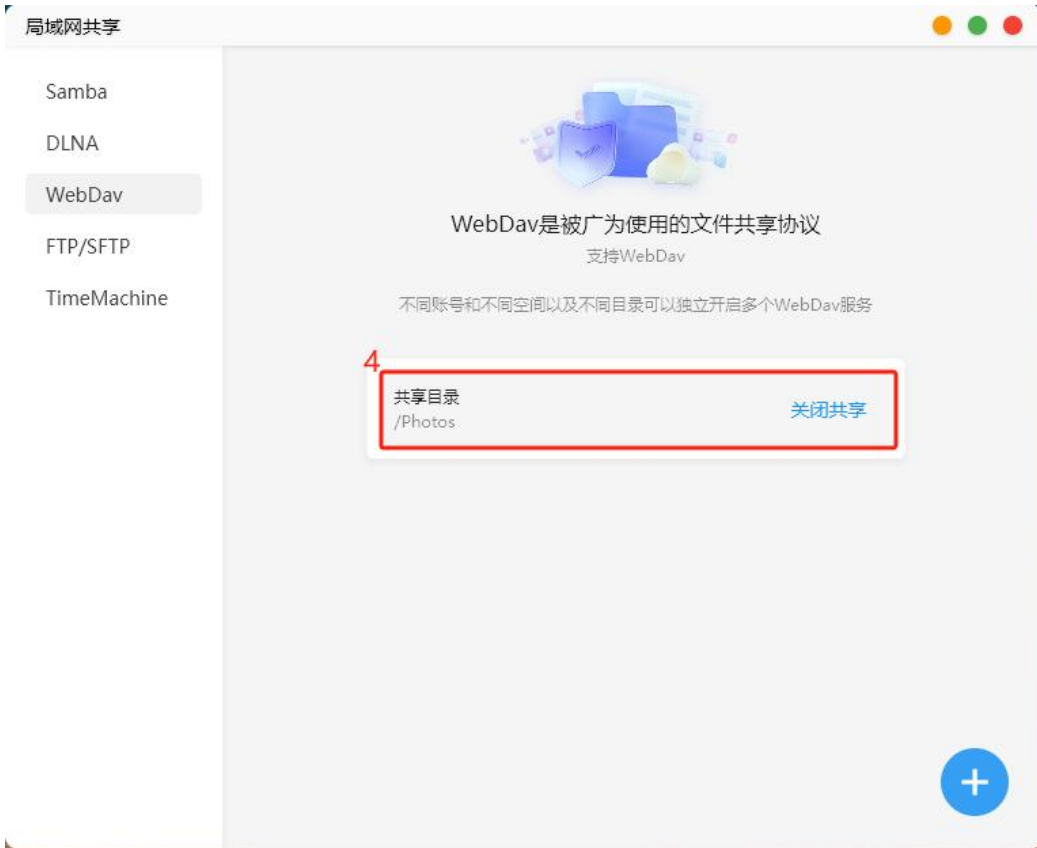 局域网共享
Samba
DLNA
WebDav
FTP/SFTP
TimeMachine
WebDav是被广为使用的文件共享协议
支持WebDav
不同账号和不同空间以及不同目录可以独立开启多个WebDav服务
4
共享目录
/Photos
关闭共享